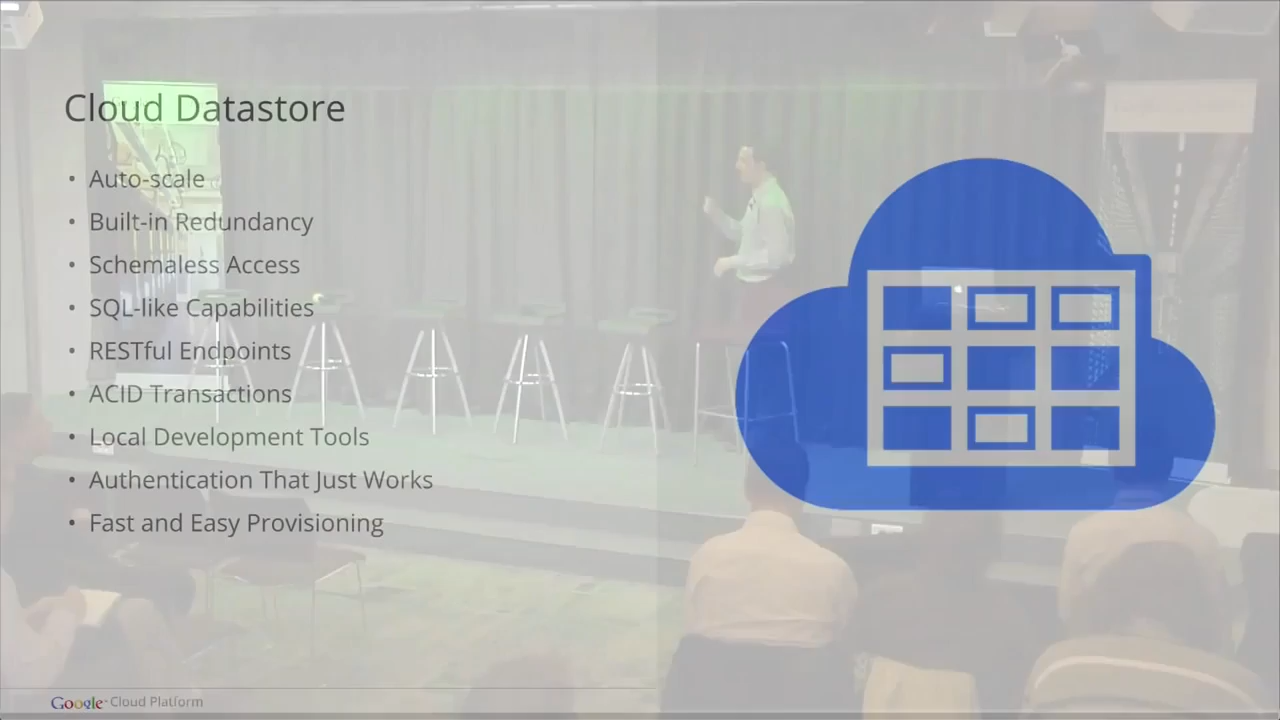 Cloud Datastore
• Auto-scale
• Built-in Redundancy
• Schemaless Access
• SQL-like Capabilities
• RESTful Endpoints
• ACID Transactions
• Local Development Tools
• Authentication That Just Works
• Fast and Easy Provisioning
Google Cloud Platform